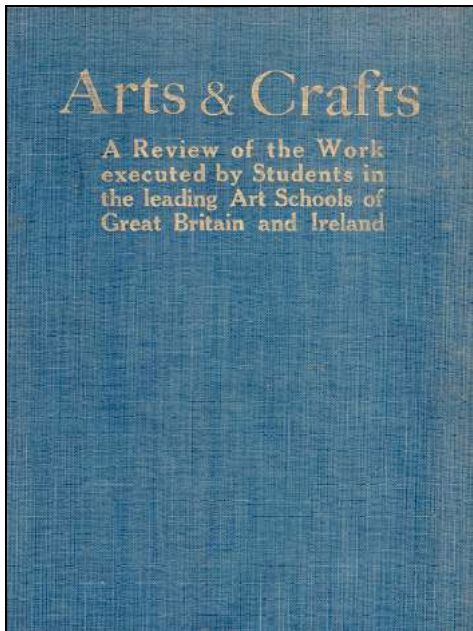 Arts & Crafts
A Review of the Work
executed by Students in
the leading Art Schools of
Great Britain and Ireland